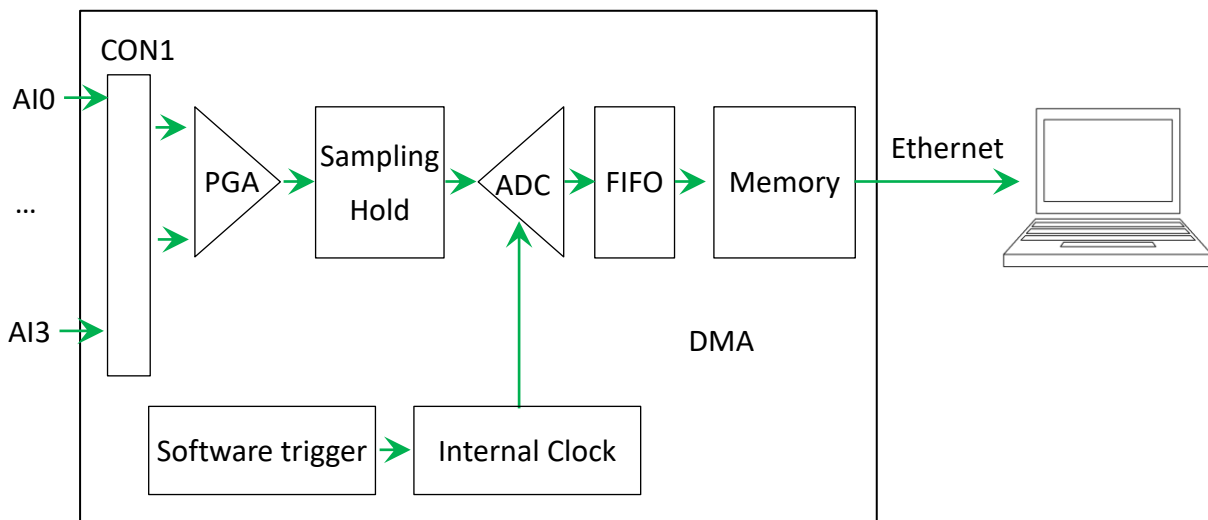 CON1
AI0
...
AI3
PGA
Sampling
Hold
ADC
FIFO
Memory
Ethernet
DMA
Software trigger
Internal Clock